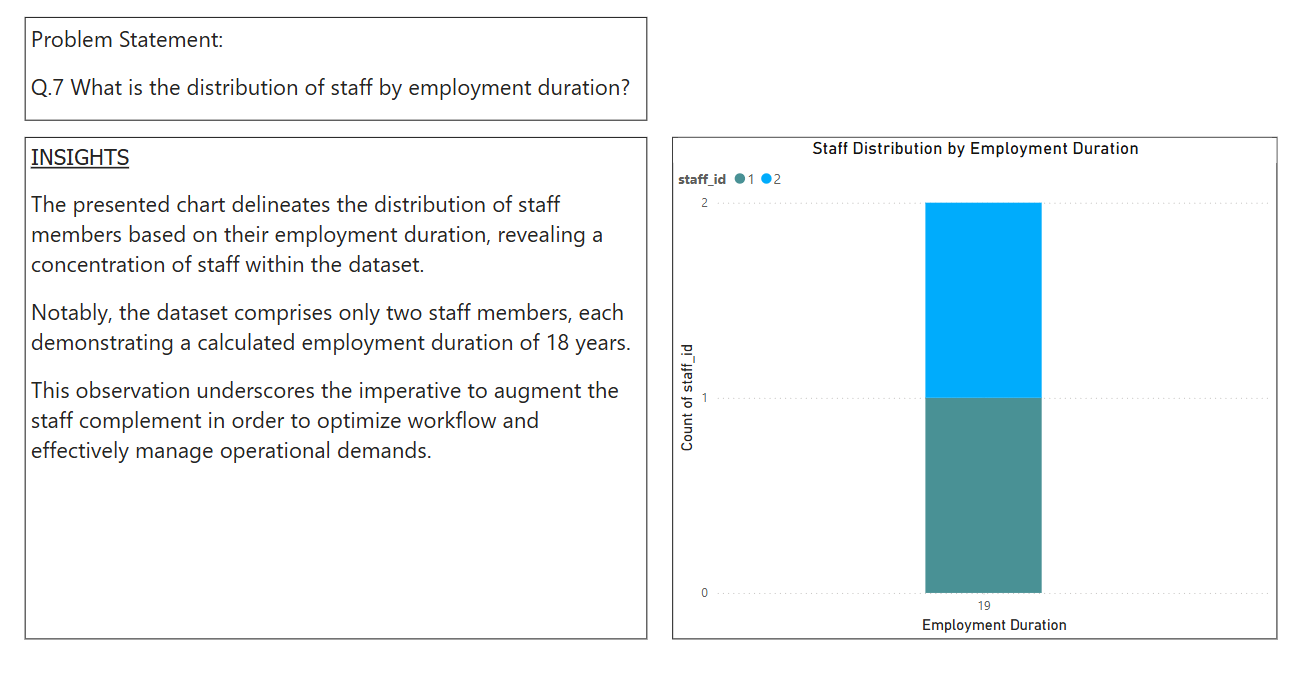 Problem Statement:
Q.7 What is the distribution of staff by employment duration?
INSIGHTS
The presented chart delineates the distribution of staff
members based on their employment duration, revealing a
concentration of staff within the dataset.
Notably, the dataset comprises only two staff members, each
demonstrating a calculated employment duration of 18 years.
This observation underscores the imperative to augment the
staff complement in order to optimize workflow and
effectively manage operational demands.
Staff Distribution by Employment Duration
staff_id 1 2
2
1
0
Count of staff_id
19
Employment Duration